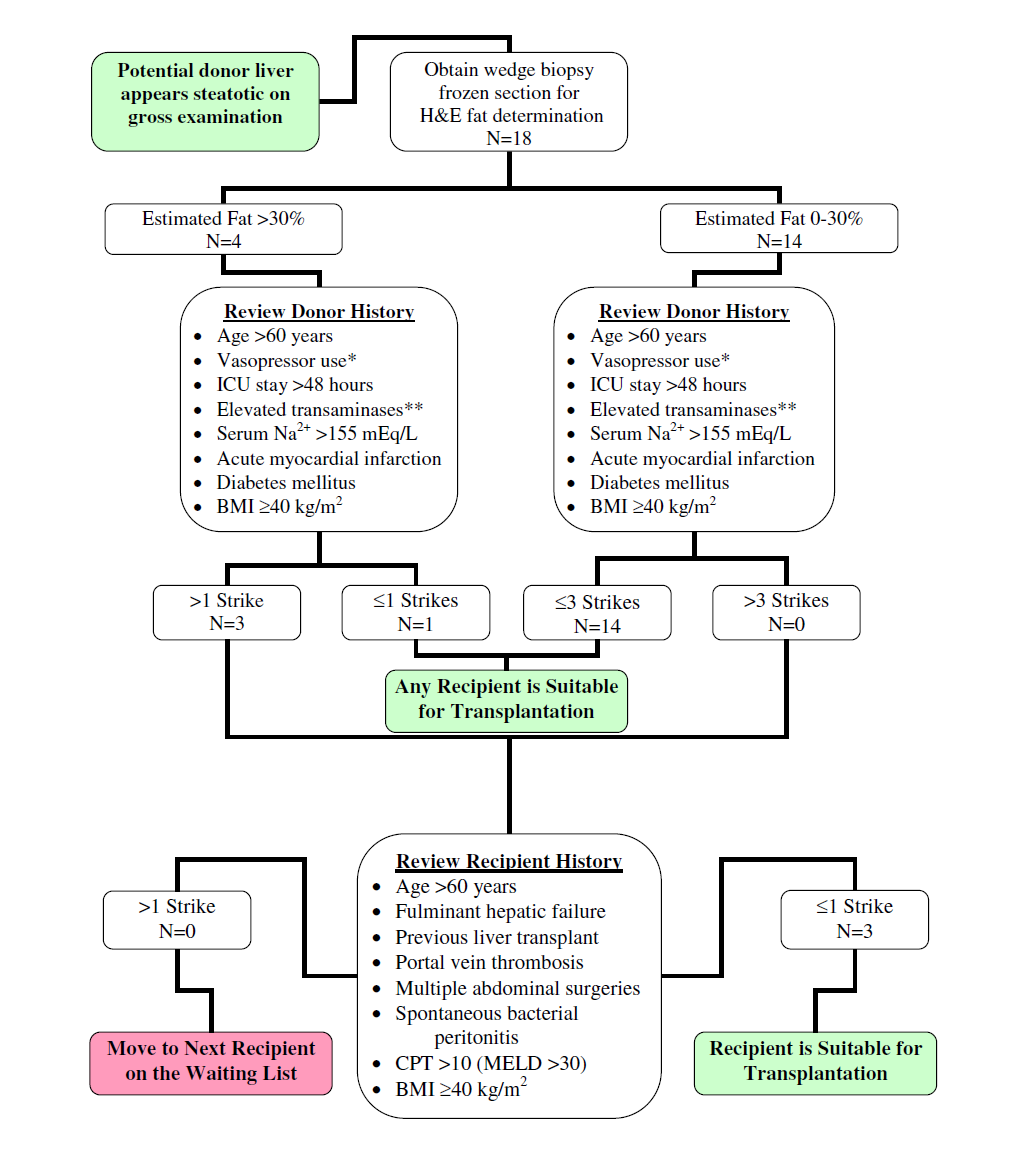 Potential donor liver
appears steatotic on
gross examination
Obtain wedge biopsy
frozen section for
H&E fat determination
N=18
Estimated Fat >30%
N=4
Estimated Fat 0-30%
N=14
Review Donor History
• Age >60 years
• Vasopressor use*
• ICU stay >48 hours
• Elevated transaminases**
• Serum Na²⁺ >155 mEq/L
• Acute myocardial infarction
• Diabetes mellitus
• BMI ≥40 kg/m²
Review Donor History
• Age >60 years
• Vasopressor use*
• ICU stay >48 hours
• Elevated transaminases**
• Serum Na²⁺ >155 mEq/L
• Acute myocardial infarction
• Diabetes mellitus
• BMI ≥40 kg/m²
>1 Strike
N=3
≤1 Strikes
N=1
≤3 Strikes
N=14
>3 Strikes
N=0
Any Recipient is Suitable
for Transplantation
Review Recipient History
• Age >60 years
• Fulminant hepatic failure
• Previous liver transplant
• Portal vein thrombosis
• Multiple abdominal surgeries
• Spontaneous bacterial
peritonitis
• CPT >10 (MELD >30)
• BMI ≥40 kg/m²
>1 Strike
N=0
≤1 Strike
N=3
Move to Next Recipient
on the Waiting List
Recipient is Suitable for
Transplantation